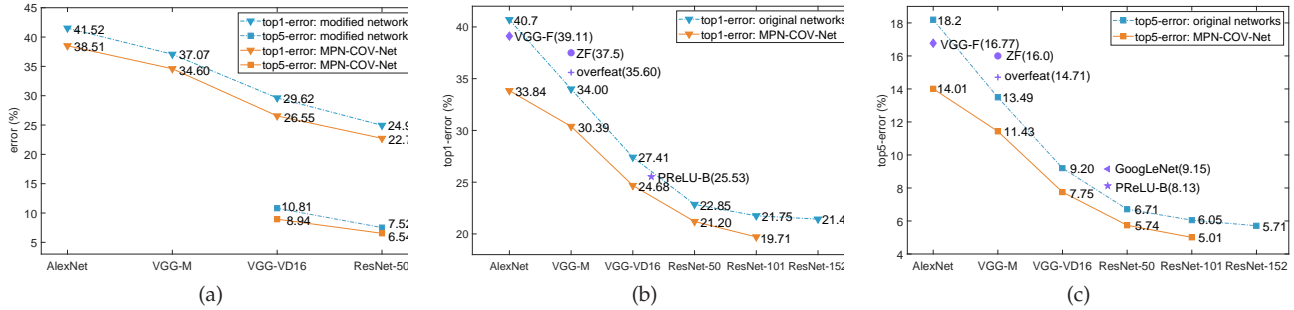 error (%)
45
40
35
30
25
20
15
10
5
top1-error: modified network
top5-error: modified network
top1-error: MPN-COV-Net
top5-error: MPN-COV-Net
41.52
38.51
37.07
34.60
29.62
26.55
24.9
22.7
10.81
8.94
7.52
6.54
AlexNet VGG-M VGG-VD16 ResNet-50
(a)
top1-error (%)
40
35
30
25
20
top1-error: original networks
top1-error: MPN-COV-Net
40.7
VGG-F(39.11)
ZF(37.5)
overfeat(35.60)
33.84
34.00
30.39
27.41
PReLU-B(25.53)
24.68
22.85
21.20
21.75
19.71
21.4
AlexNet VGG-M VGG-VD16 ResNet-50 ResNet-101 ResNet-152
(b)
top5-error (%)
18
16
14
12
10
8
6
4
top5-error: original networks
top5-error: MPN-COV-Net
18.2
VGG-F(16.77)
ZF(16.0)
overfeat(14.71)
14.01
13.49
11.43
9.20
GoogLeNet(9.15)
PReLU-B(8.13)
7.75
6.71
5.74
6.05
5.01
5.71
AlexNet VGG-M VGG-VD16 ResNet-50 ResNet-101 ResNet-152
(c)